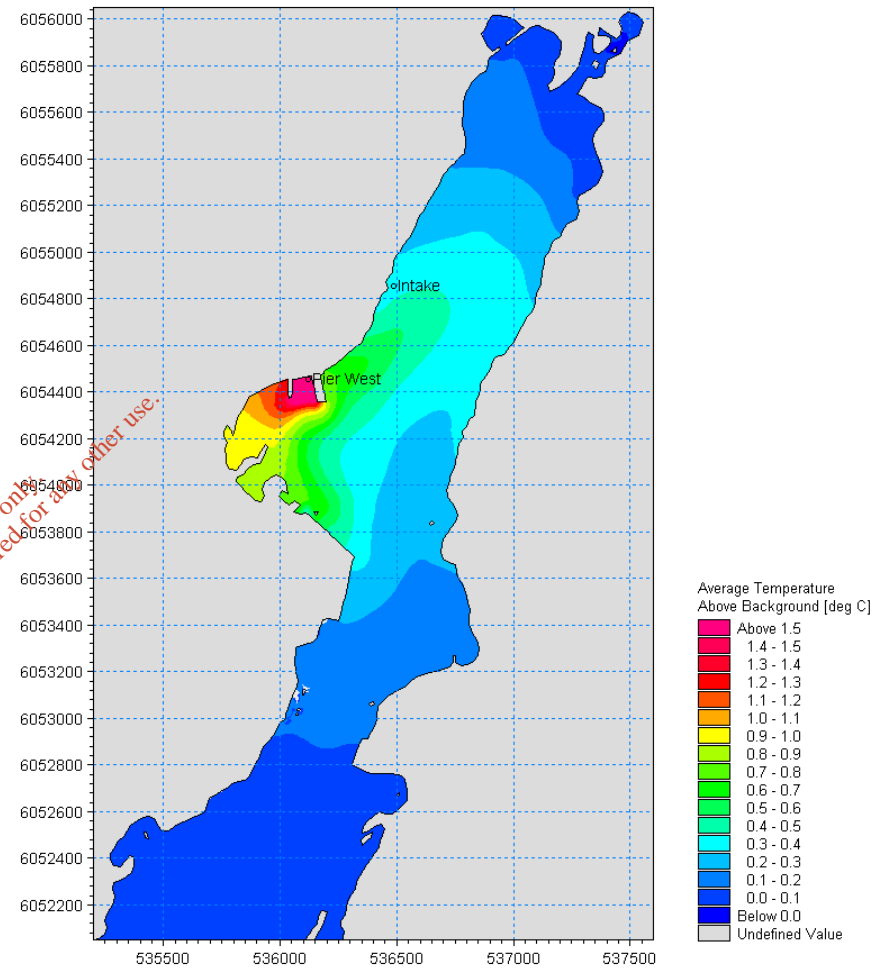 6056000
6055800
6055600
6055400
6055200
6055000
6054800
6054600
6054400
6054200
6054000
6053800
6053600
6053400
6053200
6053000
6052800
6052600
6052400
6052200
535500 536000 536500 537000 537500
Intake
Pier West
only
for any other use.
Average Temperature
Above Background [deg C]
Above 1.5
1.4 - 1.5
1.3 - 1.4
1.2 - 1.3
1.1 - 1.2
1.0 - 1.1
0.9 - 1.0
0.8 - 0.9
0.7 - 0.8
0.6 - 0.7
0.5 - 0.6
0.4 - 0.5
0.3 - 0.4
0.2 - 0.3
0.1 - 0.2
0.0 - 0.1
Below 0.0
Undefined Value